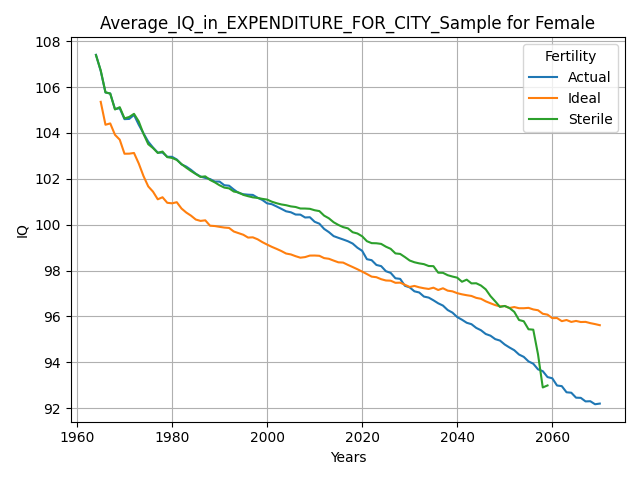 Average_IQ_in_EXPENDITURE_FOR_CITY_Sample for Female
108
106
104
102
100
98
96
94
92
IQ
Fertility
Actual
Ideal
Sterile
1960 1980 2000 2020 2040 2060
Years